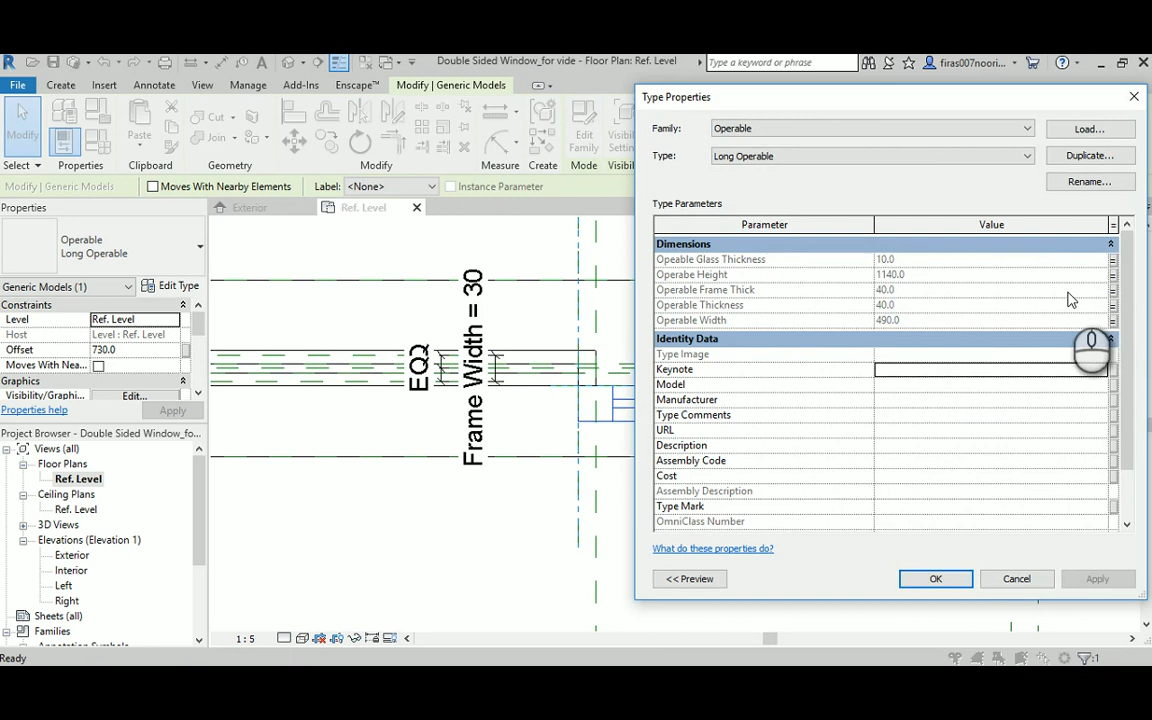 Double Sided Window_for vide - Floor Plan: Ref. Level
Type a keyword or phrase
firas007noori...
File
Create
Insert
Annotate
View
Manage
Add-Ins
Enscape™
Modify | Generic Models
Modify
Paste
Cut
Join
Edit
Family
Visibi
Setting
Select
Properties
Clipboard
Geometry
Modify
Measure
Create
Mode
Visibil
Modify | Generic Models
Moves With Nearby Elements
Label:
<None>
Instance Parameter
Properties
Exterior
Ref. Level
Operable
Long Operable
Generic Models (1)
Edit Type
Constraints
Level
Ref. Level
Host
Level : Ref. Level
Offset
730.0
Moves With Nea...
Graphics
Visibility/Graphi...
Edit...
Properties help
Apply
Project Browser - Double Sided Window_fo...
Views (all)
Floor Plans
Ref. Level
Ceiling Plans
Ref. Level
3D Views
Elevations (Elevation 1)
Exterior
Interior
Left
Right
Sheets (all)
Families
Annotation Symbols
EQ
Frame Width = 30
1 : 5
Ready
:1
Type Properties
Family:
Operable
Load...
Type:
Long Operable
Duplicate...
Rename...
Type Parameters
Parameter
Value
=
Dimensions
Opeable Glass Thickness
10.0
Operabe Height
1140.0
Operable Frame Thick
40.0
Operable Thickness
40.0
Operable Width
490.0
Identity Data
Type Image
Keynote
Model
Manufacturer
Type Comments
URL
Description
Assembly Code
Cost
Assembly Description
Type Mark
OmniClass Number
What do these properties do?
<< Preview
OK
Cancel
Apply